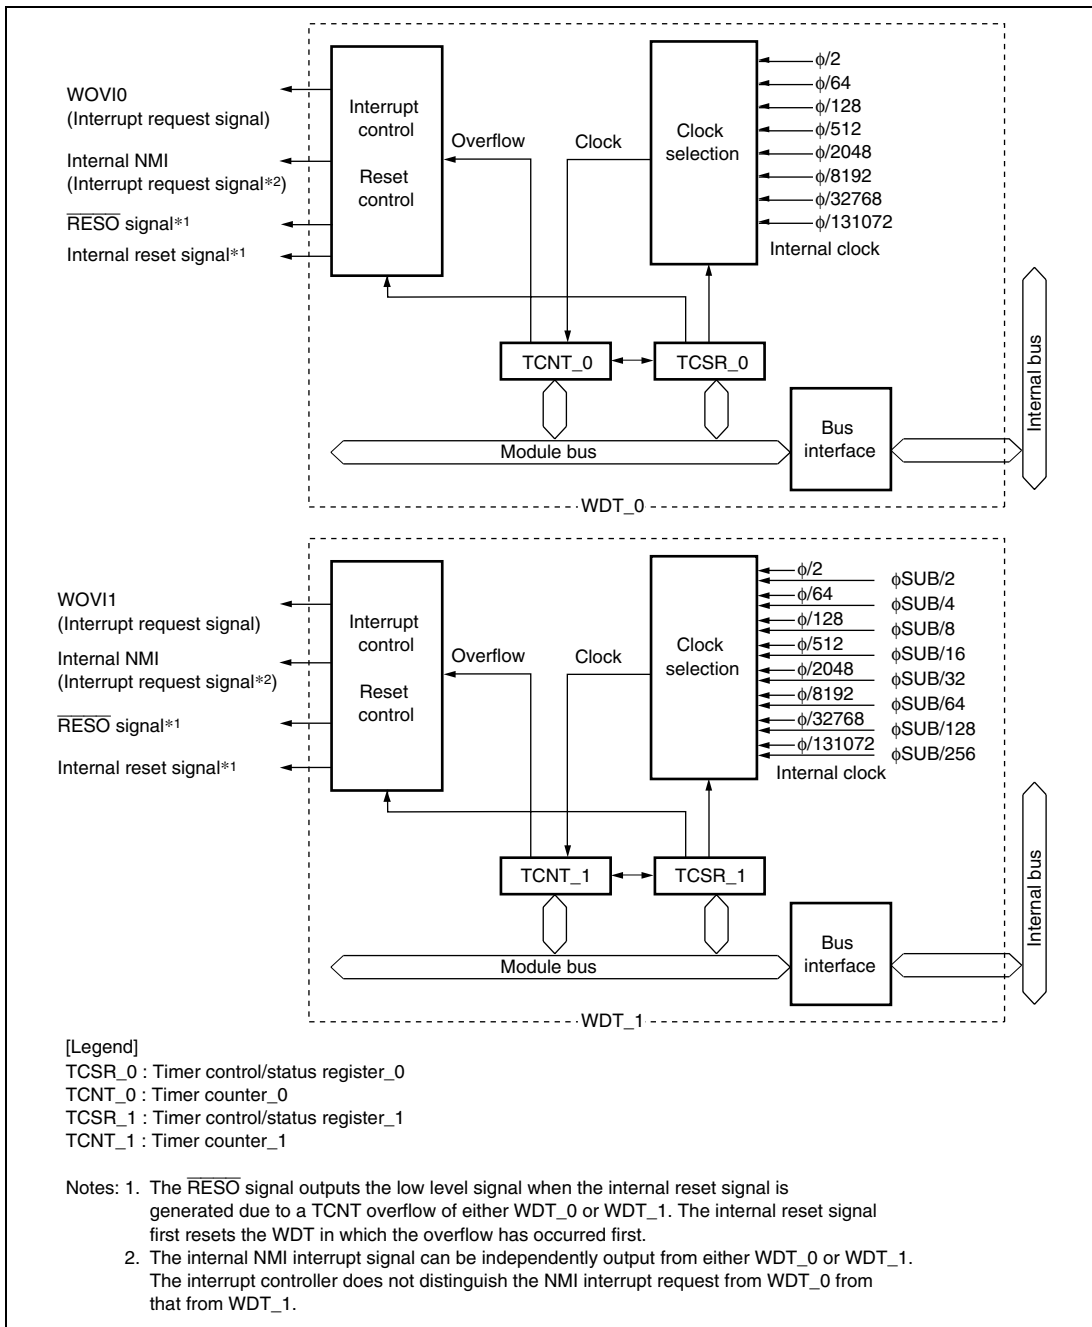 WOVI0
(Interrupt request signal)
Internal NMI
(Interrupt request signal*2)
RESO signal*1
Internal reset signal*1
Interrupt
control
Reset
control
Overflow
Clock
Clock
selection
ϕ/2
ϕ/64
ϕ/128
ϕ/512
ϕ/2048
ϕ/8192
ϕ/32768
ϕ/131072
Internal clock
TCNT_0
TCSR_0
Module bus
Bus
interface
Internal bus
WDT_0
WOVI1
(Interrupt request signal)
Internal NMI
(Interrupt request signal*2)
RESO signal*1
Internal reset signal*1
Interrupt
control
Reset
control
Overflow
Clock
Clock
selection
ϕ/2
ϕSUB/2
ϕ/64
ϕSUB/4
ϕ/128
ϕSUB/8
ϕ/512
ϕSUB/16
ϕ/2048
ϕSUB/32
ϕ/8192
ϕSUB/64
ϕ/32768
ϕSUB/128
ϕ/131072
ϕSUB/256
Internal clock
TCNT_1
TCSR_1
Module bus
Bus
interface
Internal bus
WDT_1
[Legend]
TCSR_0 : Timer control/status register_0
TCNT_0 : Timer counter_0
TCSR_1 : Timer control/status register_1
TCNT_1 : Timer counter_1
Notes: 1. The RESO signal outputs the low level signal when the internal reset signal is
generated due to a TCNT overflow of either WDT_0 or WDT_1. The internal reset signal
first resets the WDT in which the overflow has occurred first.
2. The internal NMI interrupt signal can be independently output from either WDT_0 or WDT_1.
The interrupt controller does not distinguish the NMI interrupt request from WDT_0 from
that from WDT_1.